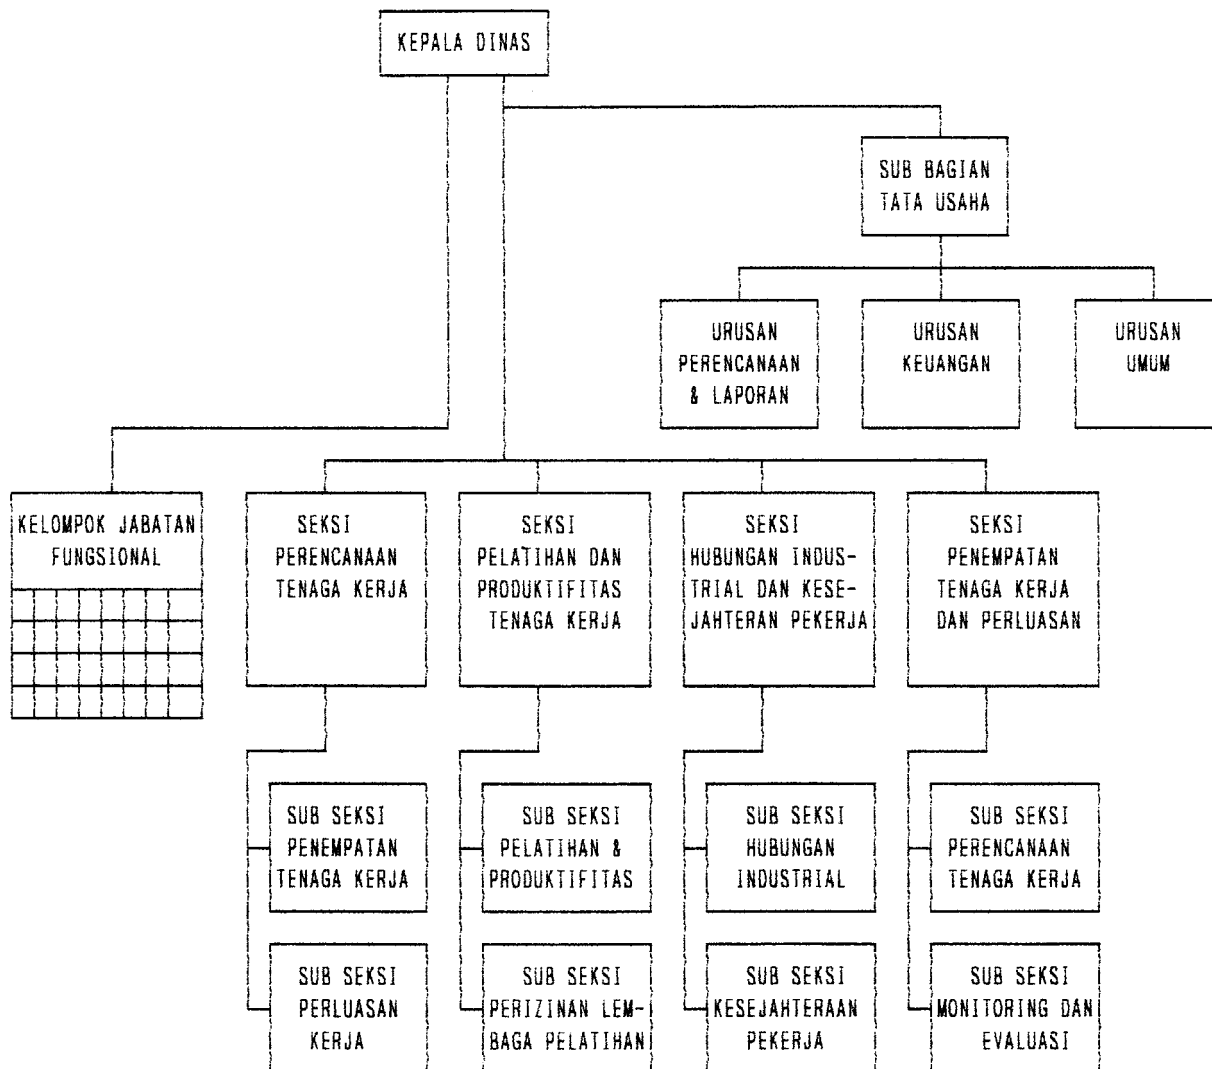 KEPALA DINAS
SUB BAGIAN
TATA USAHA
URUSAN
PERENCANAAN
& LAPORAN
URUSAN
KEUANGAN
URUSAN
UMUM
KELOMPOK JABATAN
FUNGSIONAL
SEKSI
PERENCANAAN
TENAGA KERJA
SEKSI
PELATIHAN DAN
PRODUKTIFITAS
TENAGA KERJA
SEKSI
HUBUNGAN INDUS-
TRIAL DAN KESE-
JAHTERAN PEKERJA
SEKSI
PENEMPATAN
TENAGA KERJA
DAN PERLUASAN
SUB SEKSI
PENEMPATAN
TENAGA KERJA
SUB SEKSI
PELATIHAN &
PRODUKTIFITAS
SUB SEKSI
HUBUNGAN
INDUSTRIAL
SUB SEKSI
PERENCANAAN
TENAGA KERJA
SUB SEKSI
PERLUASAN
KERJA
SUB SEKSI
PERIZINAN LEM-
BAGA PELATIHAN
SUB SEKSI
KESEJAHTERAAN
PEKERJA
SUB SEKSI
MONITORING DAN
EVALUASI